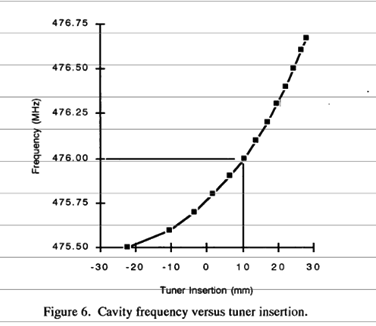 476.75
476.50
476.25
476.00
475.75
475.50
Frequency (MHz)
-30 -20 -10 0 10 20 30
Tuner Insertion (mm)
Figure 6. Cavity frequency versus tuner insertion.